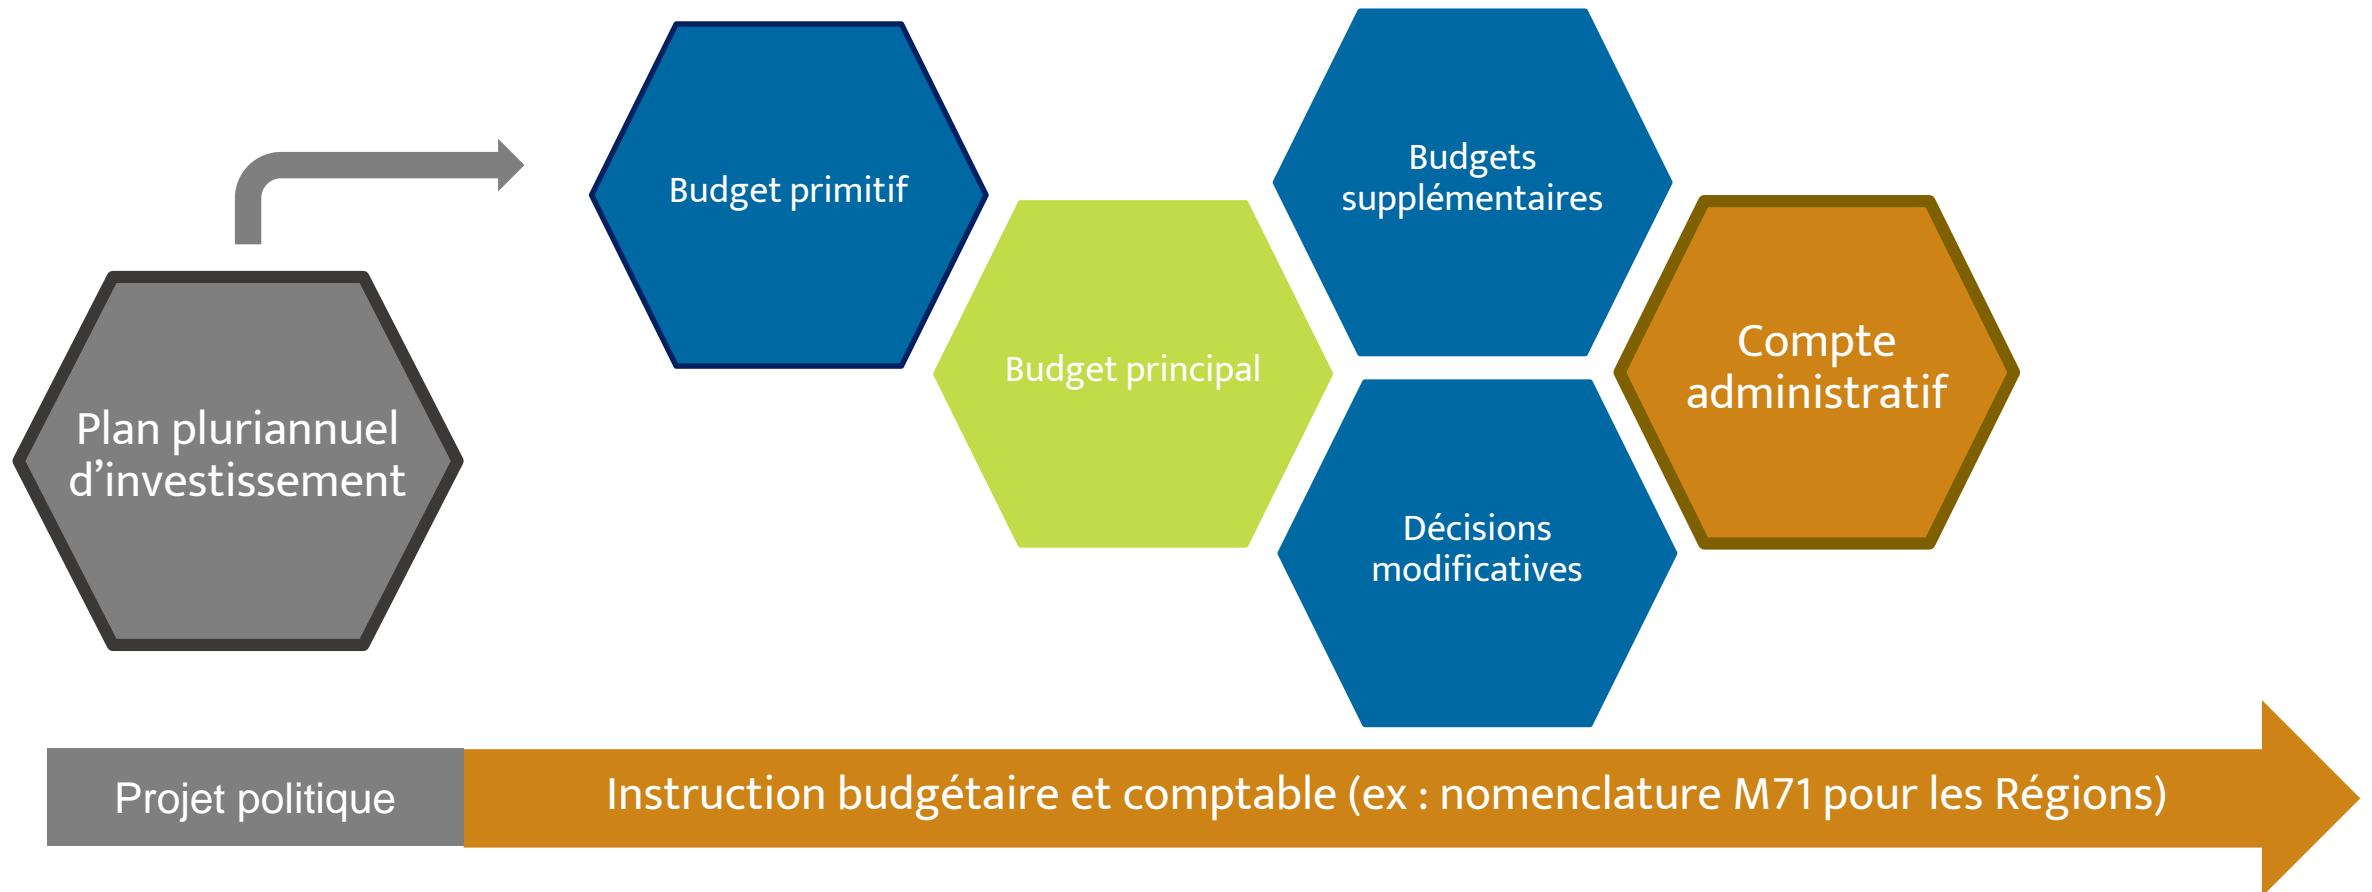 Plan pluriannuel
d’investissement
Budget primitif
Budget principal
Budgets
supplémentaires
Décisions
modificatives
Compte
administratif
Projet politique
Instruction budgétaire et comptable (ex : nomenclature M71 pour les Régions)